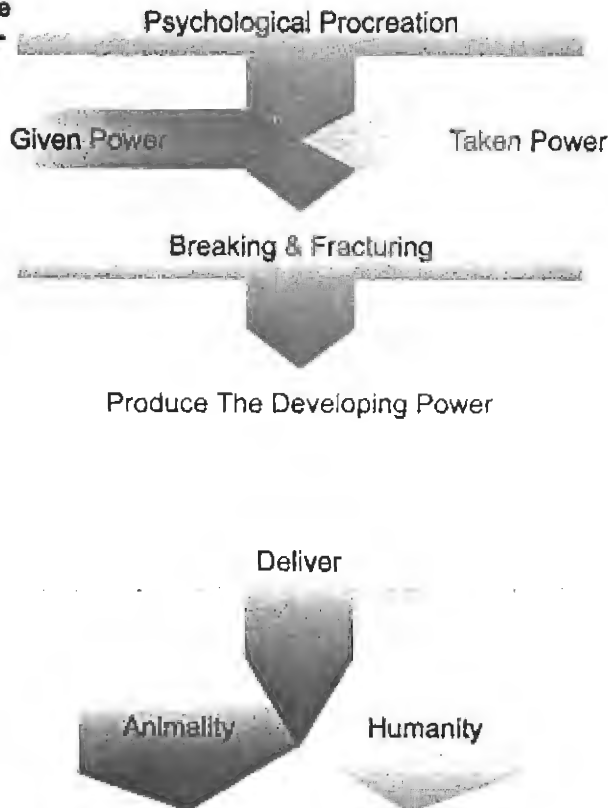 e
Psychological Procreation
Given Power Taken Power
Breaking & Fracturing
Produce The Developing Power
Deliver
Animality Humanity